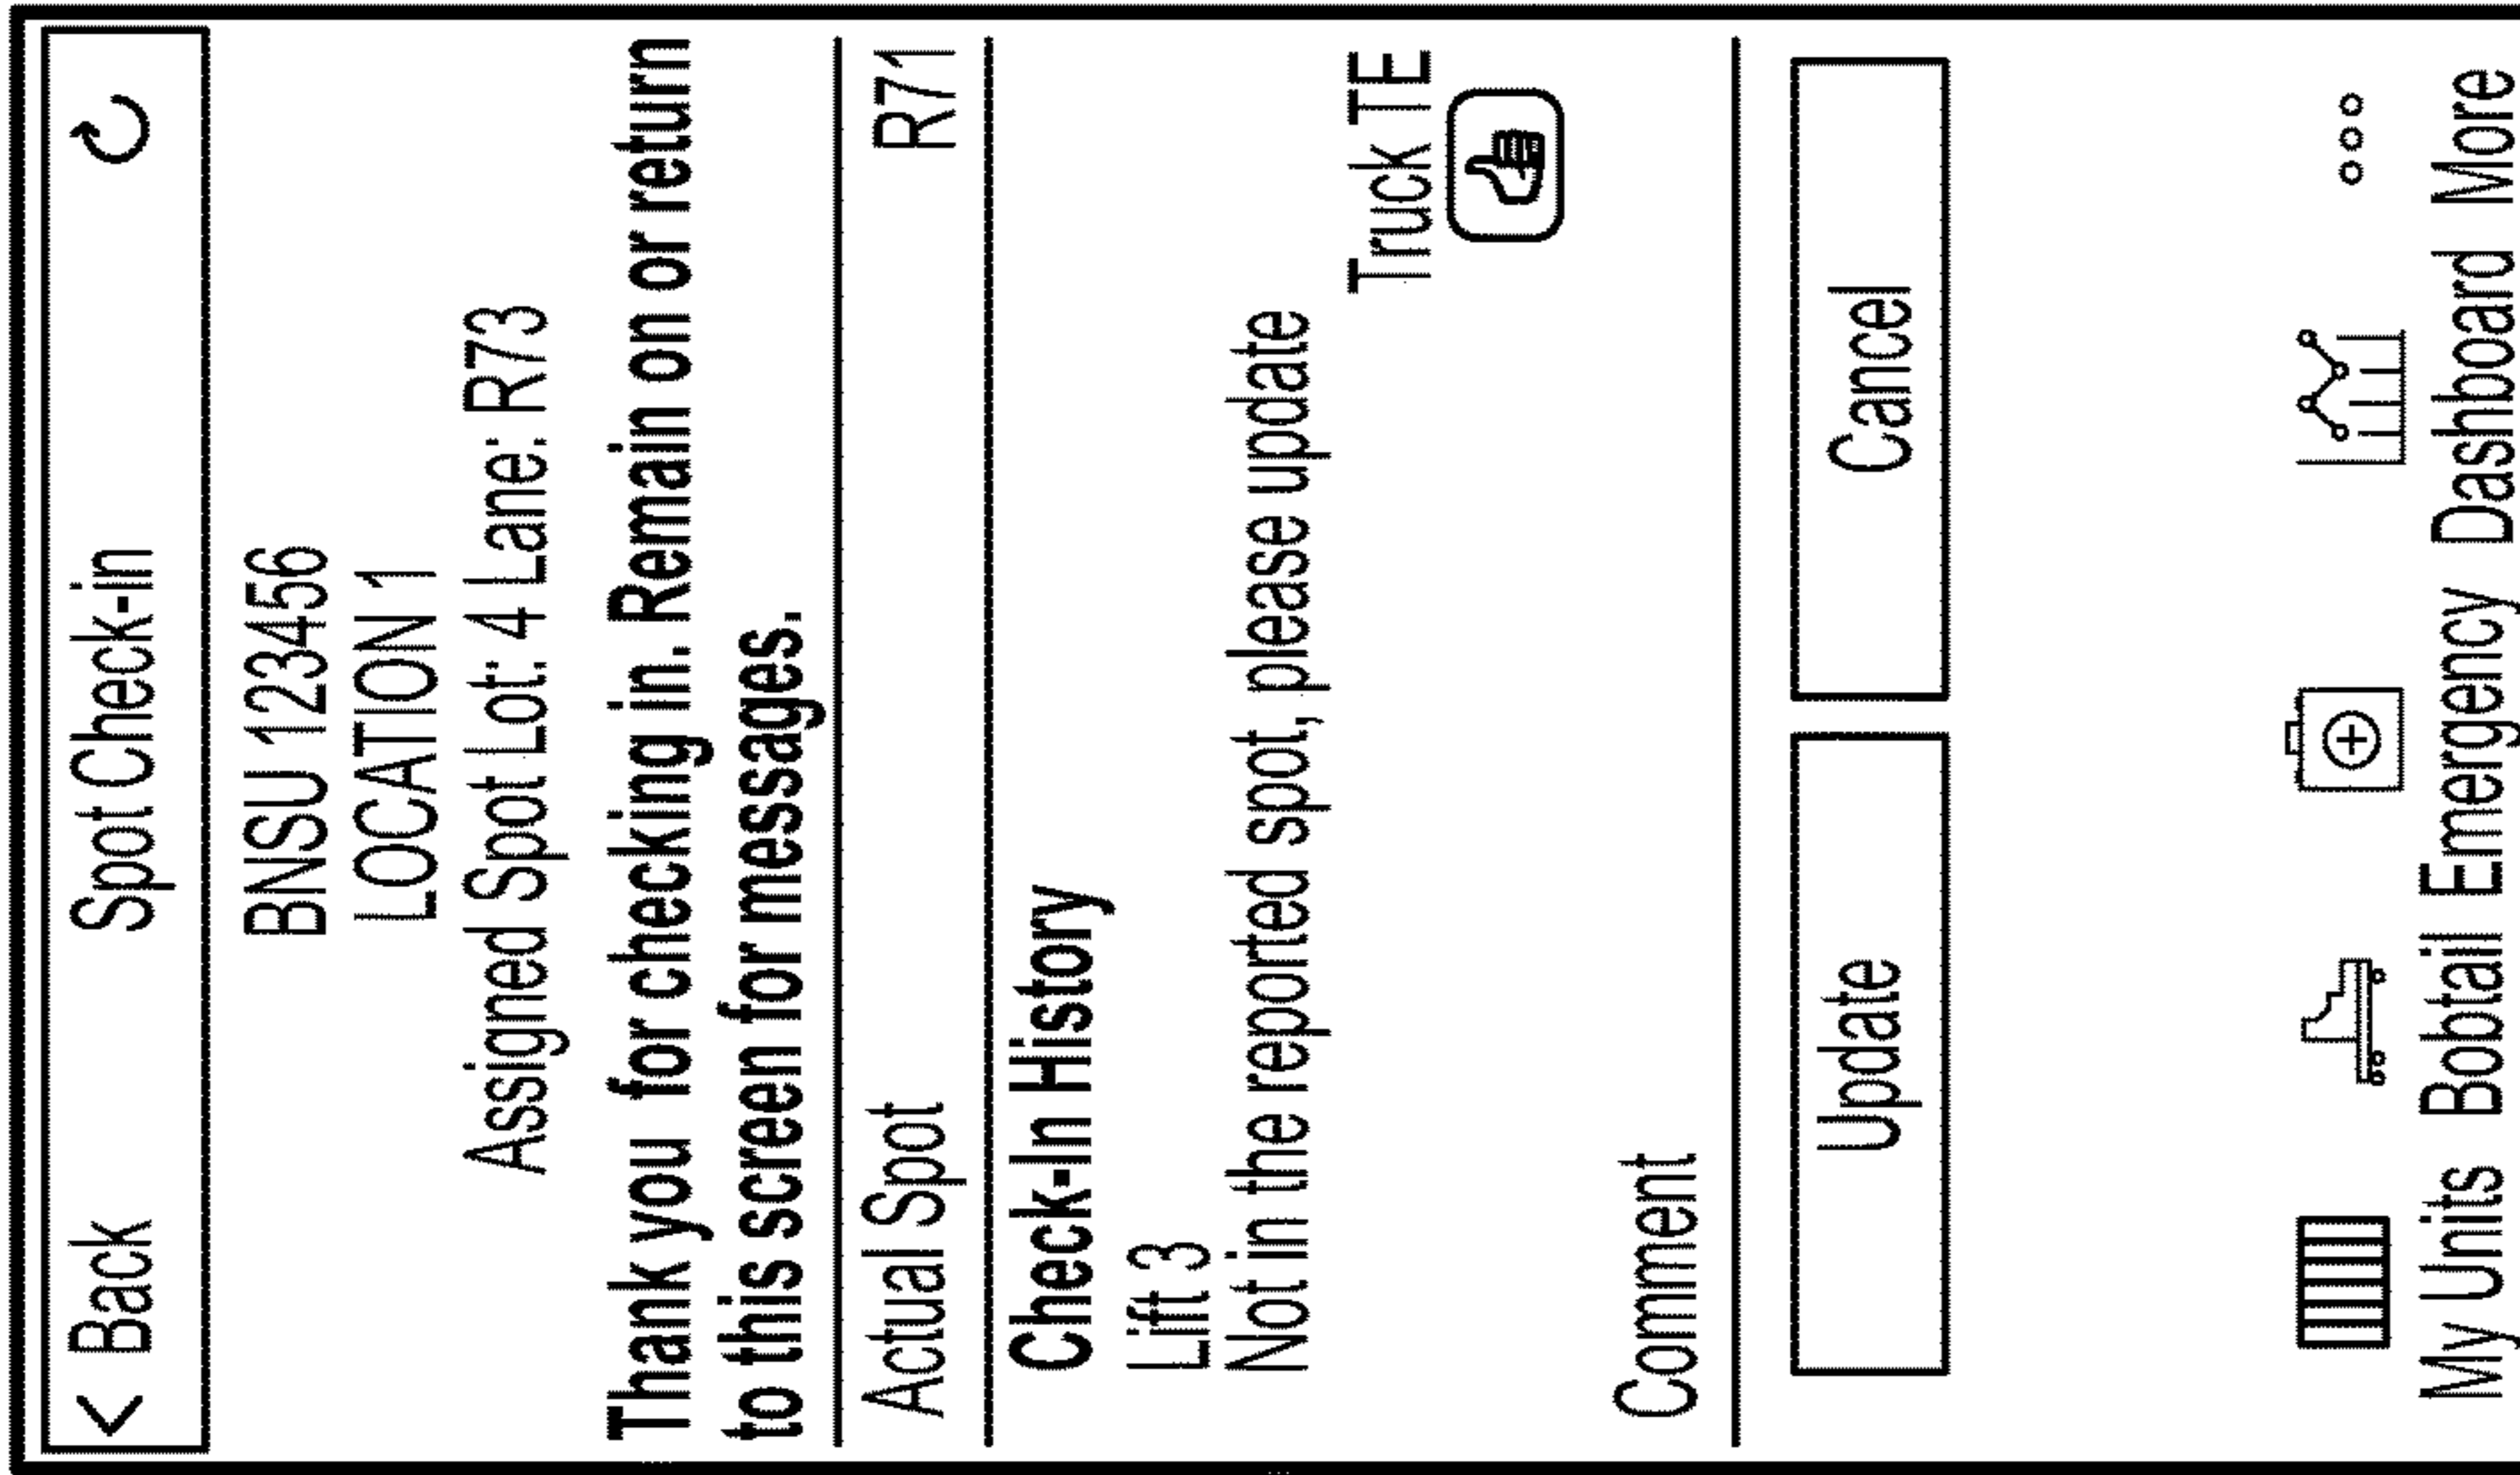 < Back Spot Check-in
BNSU 123456
LOCATION 1
Assigned Spot Lot: 4 Lane: R73
Thank you for checking in. Remain on or return
to this screen for messages.
Actual Spot R71
Check-In History
Lift 3
Not in the reported spot, please update
Truck TE
Comment
Update Cancel
My Units Bobtail Emergency Dashboard More